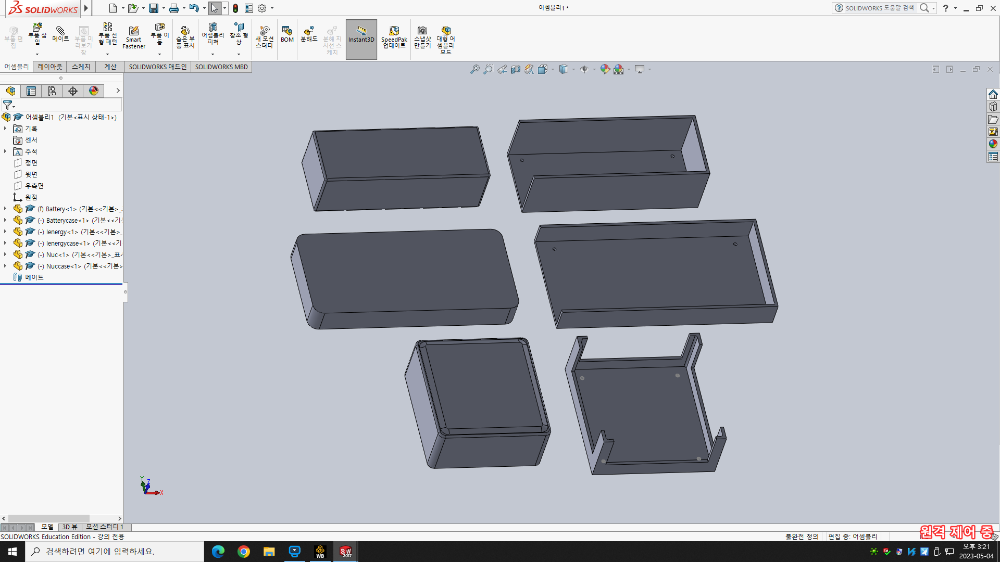 SOLIDWORKS
어셈블리1 *
SOLIDWORKS 도움말 검색
부품 편집
부품 삽입
메이트
부품 미리보기 창
부품 선형 패턴
Smart Fastener
부품 이동
숨은 부품 표시
어셈블리 피처
참조 형상
새 모션 스터디
BOM
분해도
분해 지시선 스케치
Instant3D
SpeedPak 업데이트
스냅샷 만들기
대형 어셈블리 모드
어셈블리 레이아웃 스케치 계산 SOLIDWORKS 애드인 SOLIDWORKS MBD
어셈블리1 (기본<표시 상태-1>)
기록
센서
주석
정면
윗면
우측면
원점
(f) Battery<1> (기본<<기본>_
(-) Batterycase<1> (기본<<기
(-) Ienergy<1> (기본<<기본>_
(-) Ienergycase<1> (기본<<기
(-) Nuc<1> (기본<<기본>_표
(-) Nuccase<1> (기본<<기본>
메이트
Y
Z
X
모델 3D 뷰 모션 스터디 1
SOLIDWORKS Education Edition - 강의 전용
불완전 정의 편집 중: 어셈블리
원격 제어 중
검색하려면 여기에 입력하세요.
WB
SW
2017
오후 3:21
2023-05-04